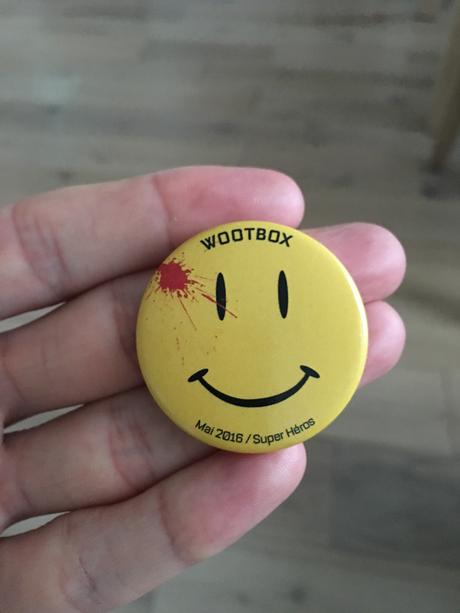 WOOTBOX
Mai 2016 / Super Héros